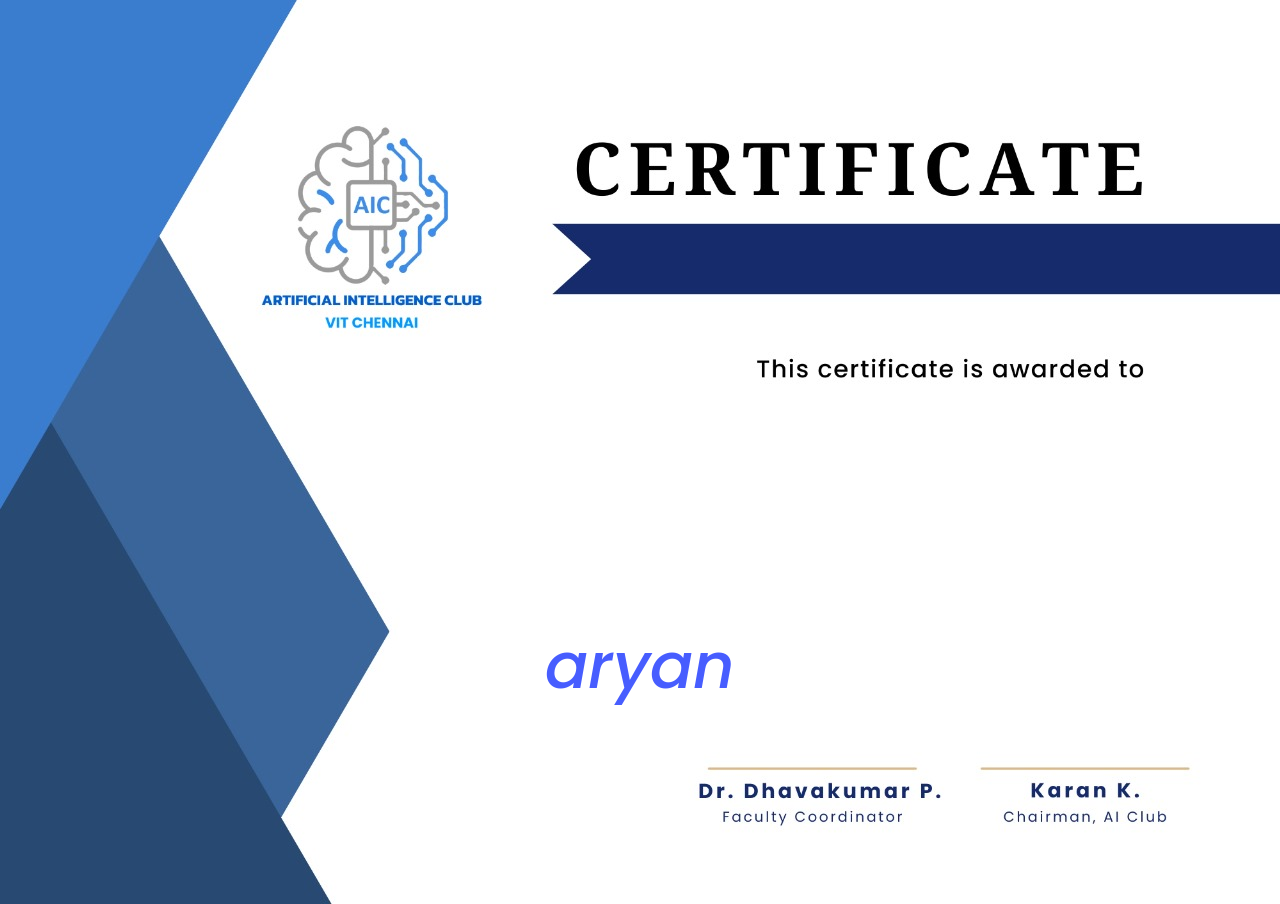 AIC
ARTIFICIAL INTELLIGENCE CLUB
VIT CHENNAI
CERTIFICATE
This certificate is awarded to
aryan
Dr. Dhavakumar P.
Faculty Coordinator
Karan K.
Chairman, AI Club